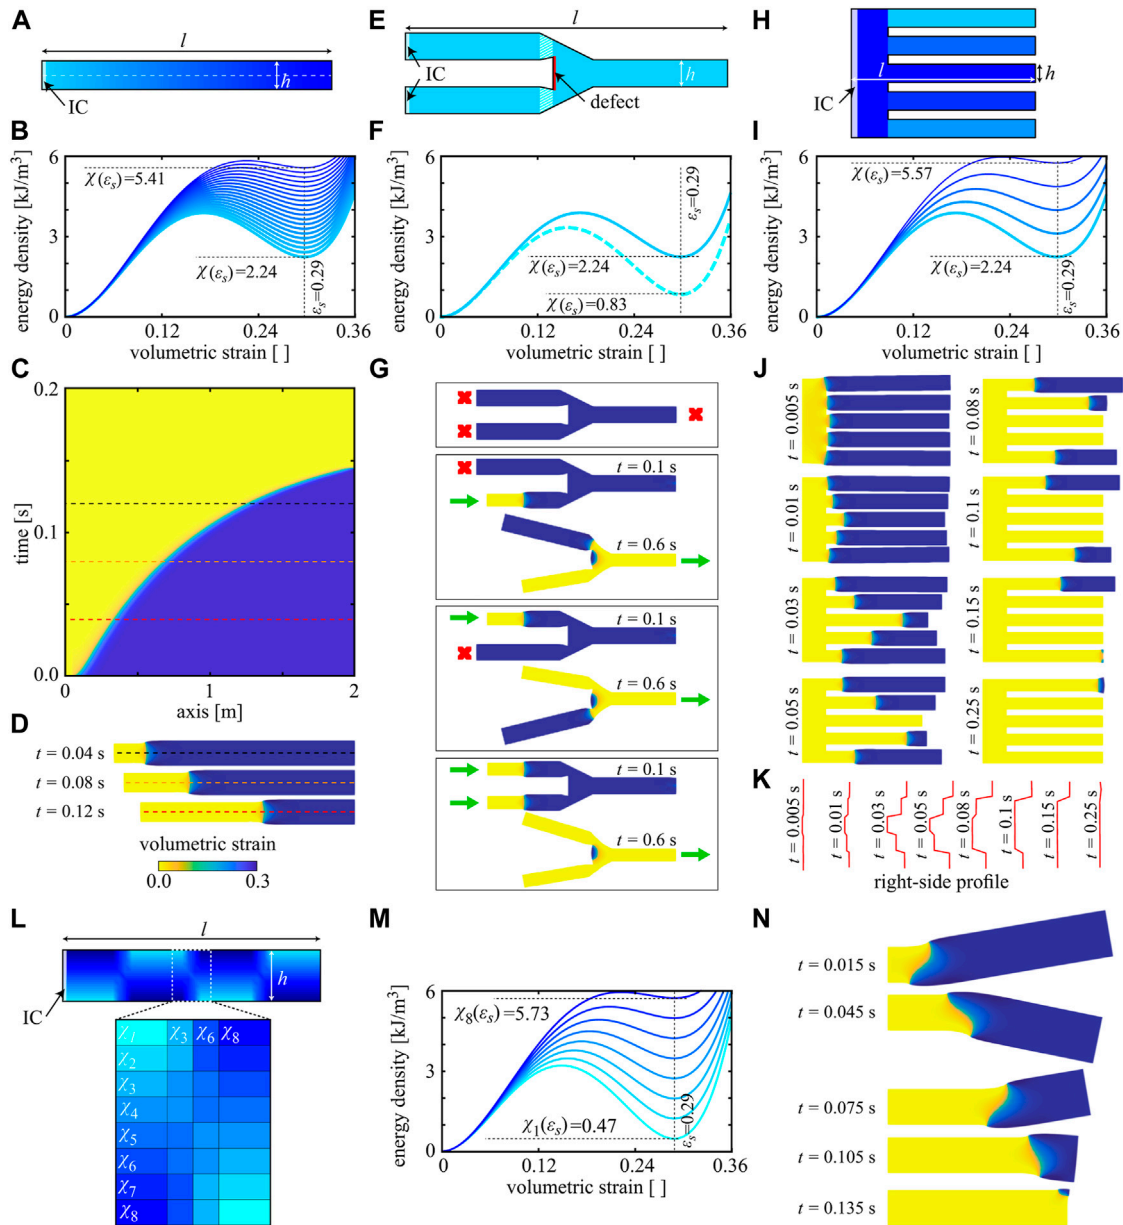 A
l
h
IC
B
energy density [kJ/m³]
6
3
0
χ(εs)=5.41
χ(εs)=2.24
εs=0.29
0 0.12 0.24 0.36
volumetric strain [ ]
C
time [s]
0.2
0.1
0.0
0 1 2
axis [m]
D
t = 0.04 s
t = 0.08 s
t = 0.12 s
volumetric strain
0.0 0.3
E
l
IC
h
defect
F
energy density [kJ/m³]
6
3
0
εs=0.29
χ(εs)=2.24
χ(εs)=0.83
0 0.12 0.24 0.36
volumetric strain [ ]
G
t = 0.1 s
t = 0.6 s
t = 0.1 s
t = 0.6 s
t = 0.1 s
t = 0.6 s
H
l
h
IC
I
energy density [kJ/m³]
6
3
0
χ(εs)=5.57
χ(εs)=2.24
εs=0.29
0 0.12 0.24 0.36
volumetric strain [ ]
J
t = 0.005 s
t = 0.01 s
t = 0.03 s
t = 0.05 s
t = 0.08 s
t = 0.1 s
t = 0.15 s
t = 0.25 s
K
t = 0.005 s
t = 0.01 s
t = 0.03 s
t = 0.05 s
t = 0.08 s
t = 0.1 s
t = 0.15 s
t = 0.25 s
right-side profile
L
l
h
IC
χ1 χ3 χ6 χ8
χ2
χ3
χ4
χ5
χ6
χ7
χ8
M
energy density [kJ/m³]
6
3
0
χ8(εs)=5.73
χ1(εs)=0.47
εs=0.29
0 0.12 0.24 0.36
volumetric strain [ ]
N
t = 0.015 s
t = 0.045 s
t = 0.075 s
t = 0.105 s
t = 0.135 s